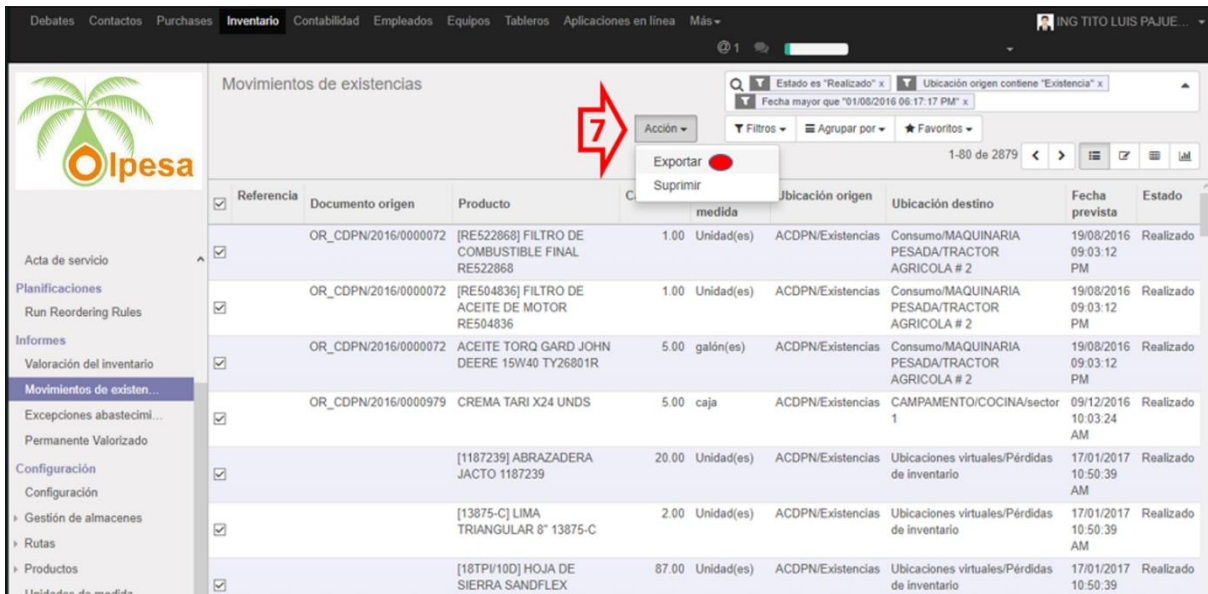 Debates Contactos Purchases Inventario Contabilidad Empleados Equipos Tableros Aplicaciones en línea Más
ING TITO LUIS PAJUE...
@ 1
Olpesa
Movimientos de existencias
Estado es "Realizado" x
Ubicación origen contiene "Existencia" x
Fecha mayor que "01/08/2016 06:17:17 PM" x
7
Acción
Filtros Agrupar por Favoritos
Exportar
Suprimir
1-80 de 2879
Referencia Documento origen Producto medida Ubicación origen Ubicación destino Fecha prevista Estado
OR_CDPN/2016/0000072 [RE522868] FILTRO DE 1.00 Unidad(es) ACDPN/Existencias Consumo/MAQUINARIA 19/08/2016 Realizado
COMBUSTIBLE FINAL PESADA/TRACTOR 09:03:12
RE522868 AGRICOLA # 2 PM
OR_CDPN/2016/0000072 [RE504836] FILTRO DE 1.00 Unidad(es) ACDPN/Existencias Consumo/MAQUINARIA 19/08/2016 Realizado
ACEITE DE MOTOR PESADA/TRACTOR 09:03:12
RE504836 AGRICOLA # 2 PM
OR_CDPN/2016/0000072 ACEITE TORQ GARD JOHN 5.00 galón(es) ACDPN/Existencias Consumo/MAQUINARIA 19/08/2016 Realizado
DEERE 15W40 TY26801R PESADA/TRACTOR 09:03:12
AGRICOLA # 2 PM
OR_CDPN/2016/0000979 CREMA TARI X24 UNDS 5.00 caja ACDPN/Existencias CAMPAMENTO/COCINA/sector 09/12/2016 Realizado
1 10:03:24
AM
[1187239] ABRAZADERA 20.00 Unidad(es) ACDPN/Existencias Ubicaciones virtuales/Pérdidas 17/01/2017 Realizado
JACTO 1187239 de inventario 10:50:39
AM
[13875-C] LIMA 2.00 Unidad(es) ACDPN/Existencias Ubicaciones virtuales/Pérdidas 17/01/2017 Realizado
TRIANGULAR 8" 13875-C de inventario 10:50:39
AM
[18TPI/10D] HOJA DE 87.00 Unidad(es) ACDPN/Existencias Ubicaciones virtuales/Pérdidas 17/01/2017 Realizado
SIERRA SANDFLEX de inventario 10:50:39
Acta de servicio
Planificaciones
Run Reordering Rules
Informes
Valoración del inventario
Movimientos de existen...
Excepciones abastecimi...
Permanente Valorizado
Configuración
Configuración
Gestión de almacenes
Rutas
Productos
Unidades de medida